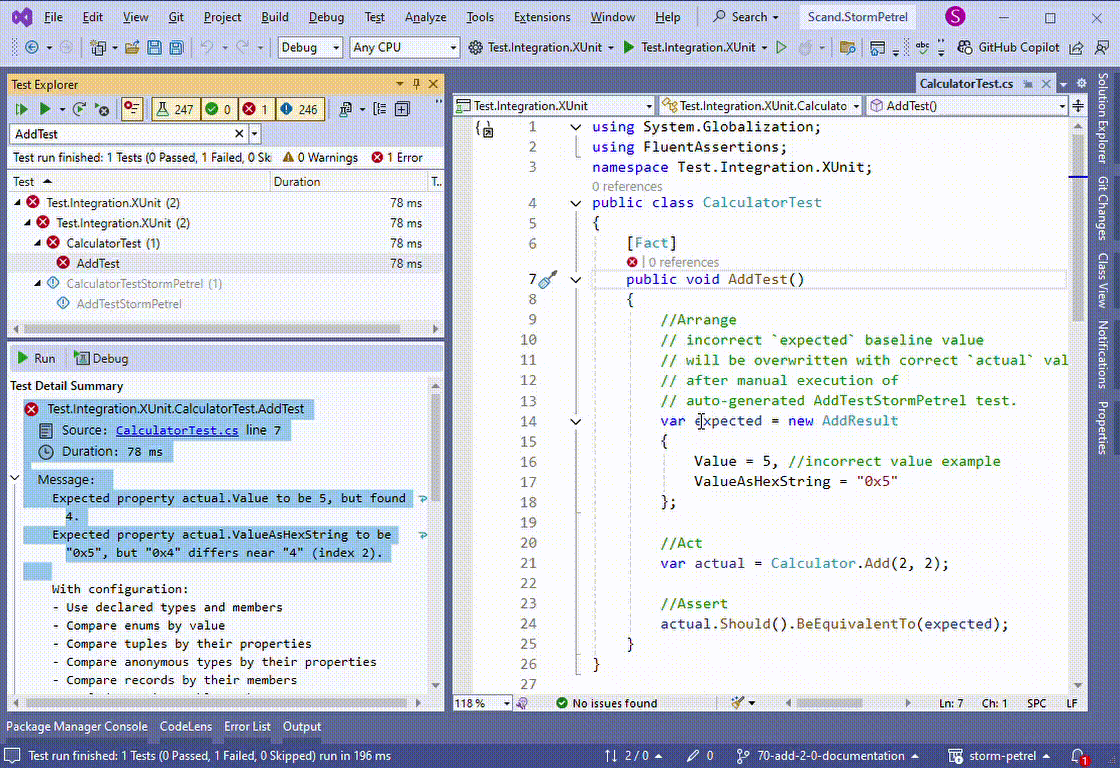 File Edit View Git Project Build Debug Test Analyze Tools Extensions Window Help Search Scand.StormPetrel S
Debug Any CPU Test.Integration.XUnit Test.Integration.XUnit abc GitHub Copilot
Test Explorer
247 0 1 246
AddTest
Test run finished: 1 Tests (0 Passed, 1 Failed, 0 Sk 0 Warnings 1 Error
Test Duration T..
Test.Integration.XUnit (2) 78 ms
Test.Integration.XUnit (2) 78 ms
CalculatorTest (1) 78 ms
AddTest 78 ms
CalculatorTestStormPetrel (1)
AddTestStormPetrel
Run Debug
Test Detail Summary
Test.Integration.XUnit.CalculatorTest.AddTest
Source: CalculatorTest.cs line 7
Duration: 78 ms
Message:
Expected property actual.Value to be 5, but found
4.
Expected property actual.ValueAsHexString to be
"0x5", but "0x4" differs near "4" (index 2).
With configuration:
- Use declared types and members
- Compare enums by value
- Compare tuples by their properties
- Compare anonymous types by their properties
- Compare records by their members
CalculatorTest.cs
Test.Integration.XUnit Test.Integration.XUnit.Calculato AddTest()
1 using System.Globalization;
2 using FluentAssertions;
3 namespace Test.Integration.XUnit;
0 references
4 public class CalculatorTest
5 {
6 [Fact]
| 0 references
7 public void AddTest()
8 {
9 //Arrange
10 // incorrect `expected` baseline value
11 // will be overwritten with correct `actual` val
12 // after manual execution of
13 // auto-generated AddTestStormPetrel test.
14 var expected = new AddResult
15 {
16 Value = 5, //incorrect value example
17 ValueAsHexString = "0x5"
18 };
19
20 //Act
21 var actual = Calculator.Add(2, 2);
22
23 //Assert
24 actual.Should().BeEquivalentTo(expected);
25 }
26 }
27
118 % No issues found Ln: 7 Ch: 1 SPC LF
Solution Explorer
Git Changes
Class View
Notifications
Properties
Package Manager Console CodeLens Error List Output
Test run finished: 1 Tests (0 Passed, 1 Failed, 0 Skipped) run in 196 ms 2 / 0 0 70-add-2-0-documentation storm-petrel 1